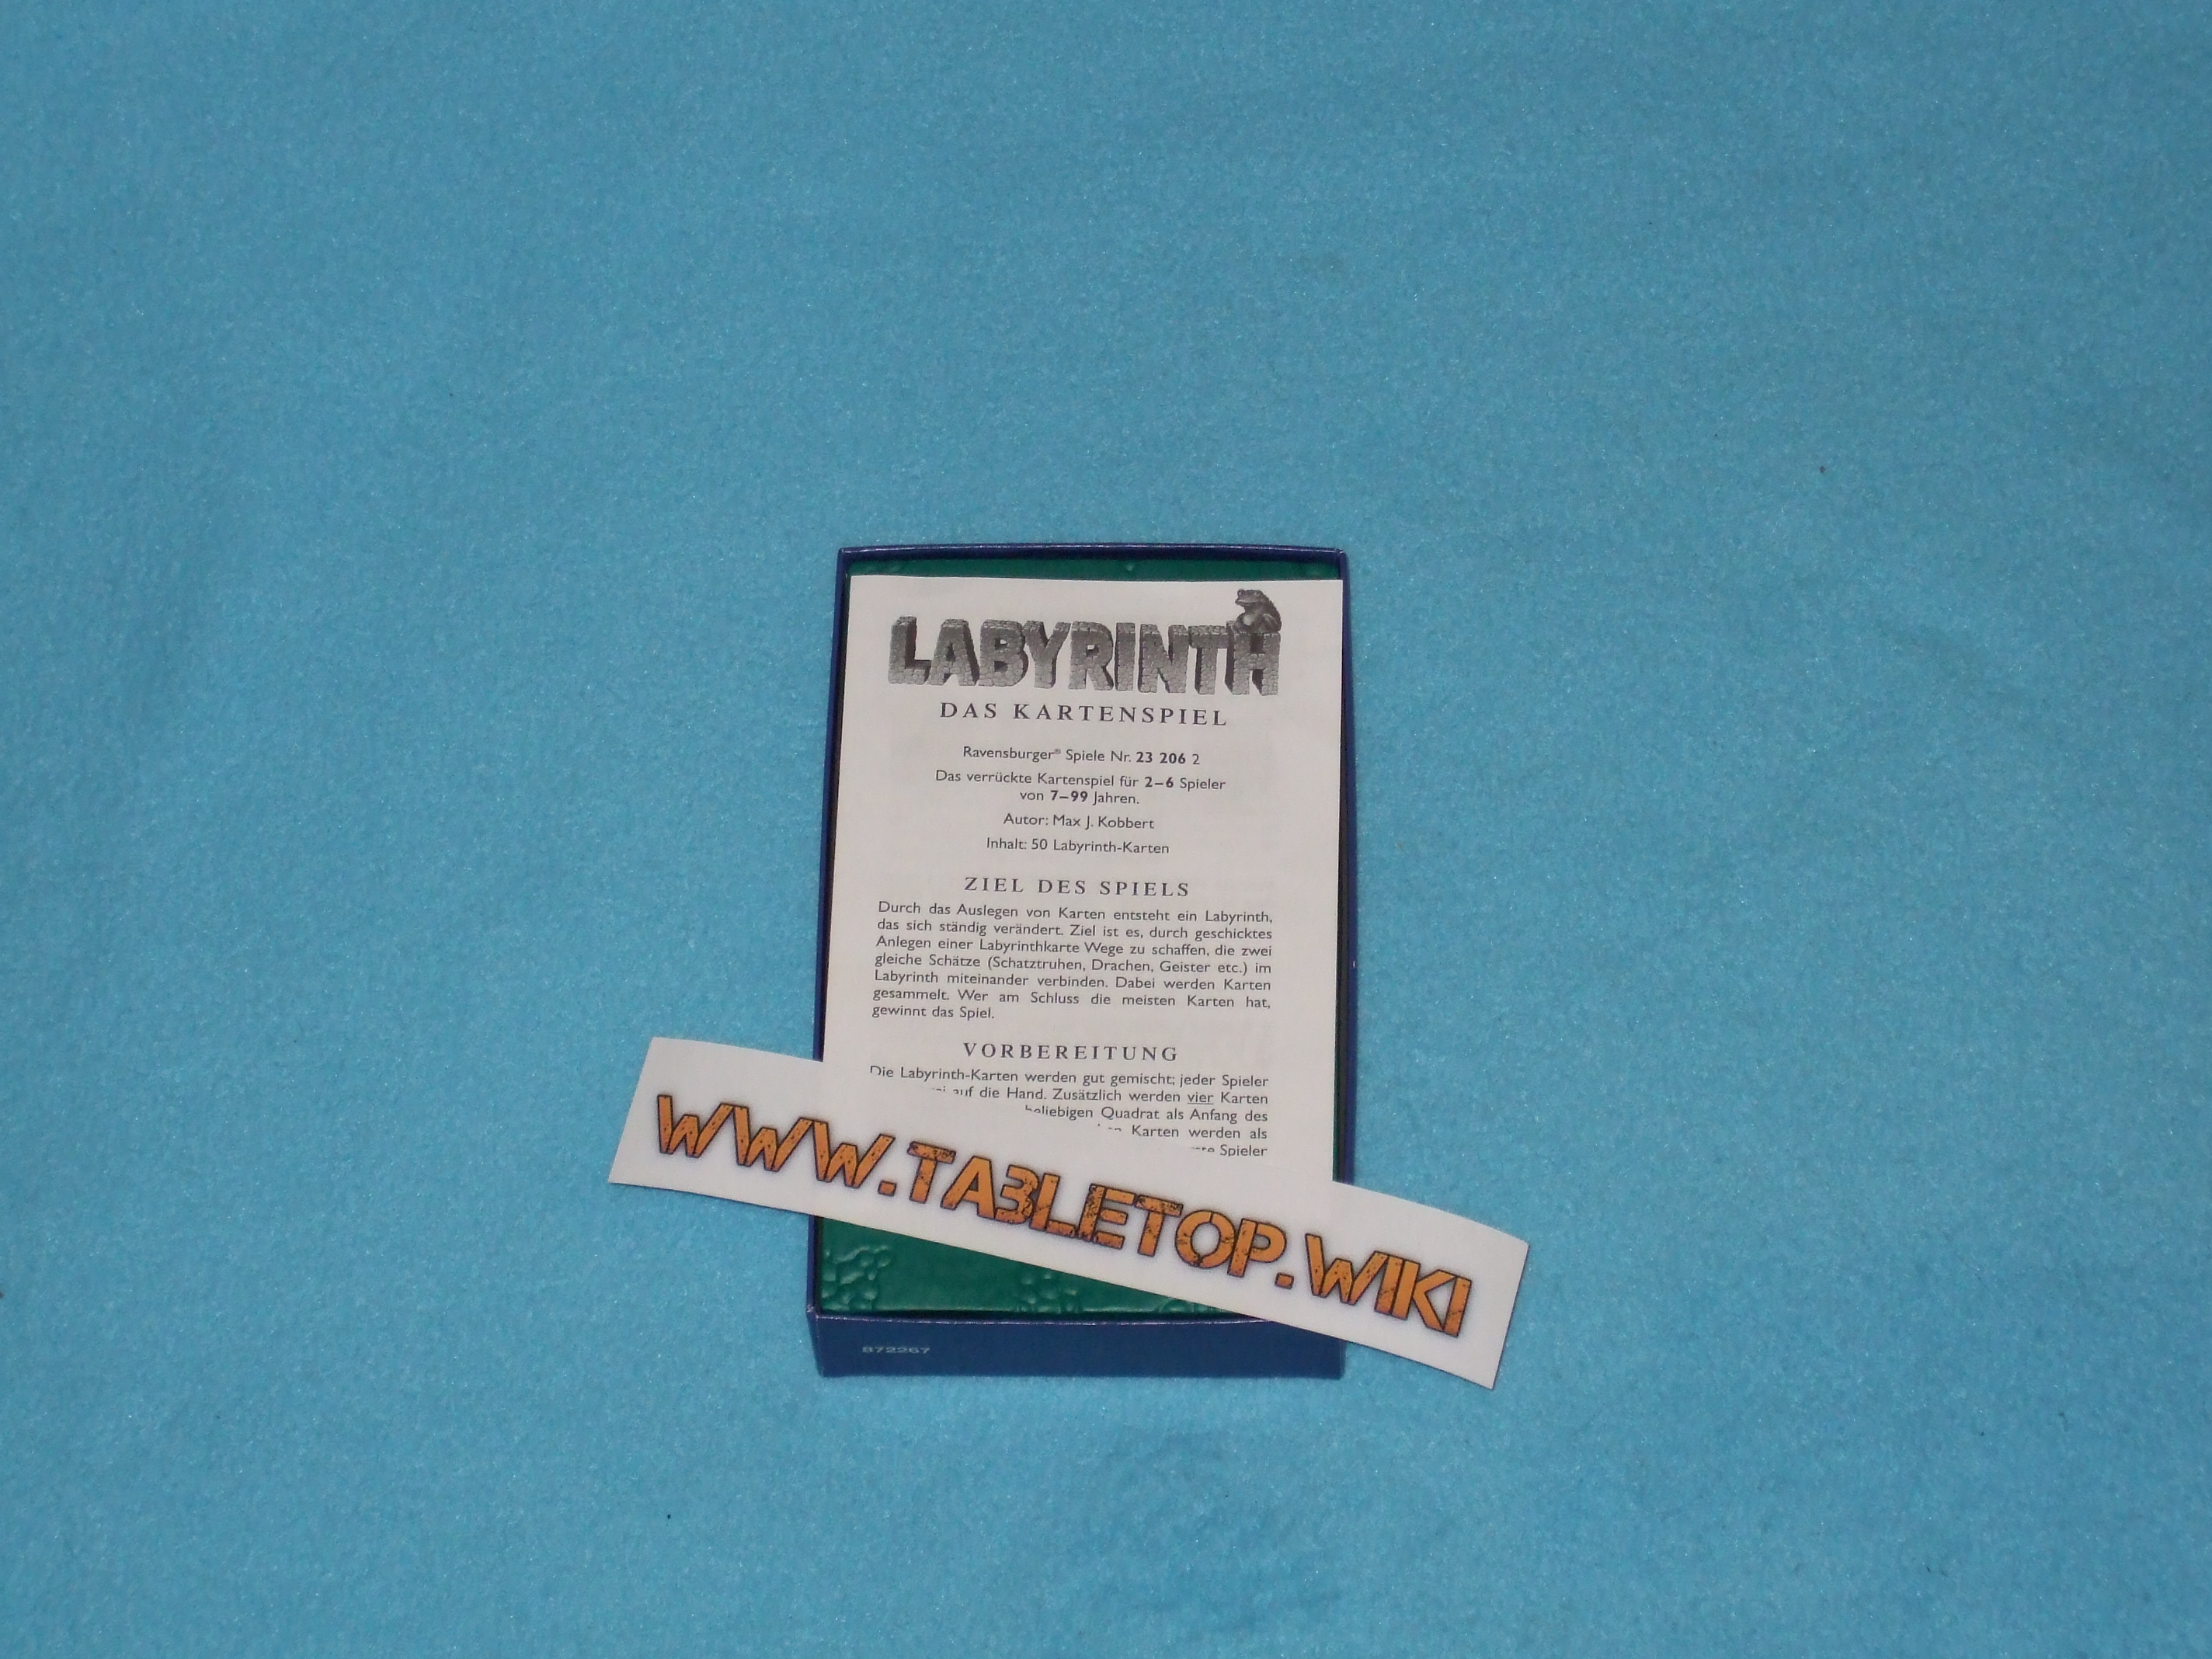 LABYRINTH
DAS KARTENSPIEL
Ravensburger® Spiele Nr. 23 206 2
Das verrückte Kartenspiel für 2–6 Spieler
von 7–99 Jahren.
Autor: Max J. Kobbert
Inhalt: 50 Labyrinth-Karten
ZIEL DES SPIELS
Durch das Auslegen von Karten entsteht ein Labyrinth,
das sich ständig verändert. Ziel ist es, durch geschicktes
Anlegen einer Labyrinthkarte Wege zu schaffen, die zwei
gleiche Schätze (Schatztruhen, Drachen, Geister etc.) im
Labyrinth miteinander verbinden. Dabei werden Karten
gesammelt. Wer am Schluss die meisten Karten hat,
gewinnt das Spiel.
VORBEREITUNG
Die Labyrinth-Karten werden gut gemischt; jeder Spieler
auf die Hand. Zusätzlich werden vier Karten
beliebigen Quadrat als Anfang des
Karten werden als
Spieler
WWW.TABLETOP.WIKI
872267